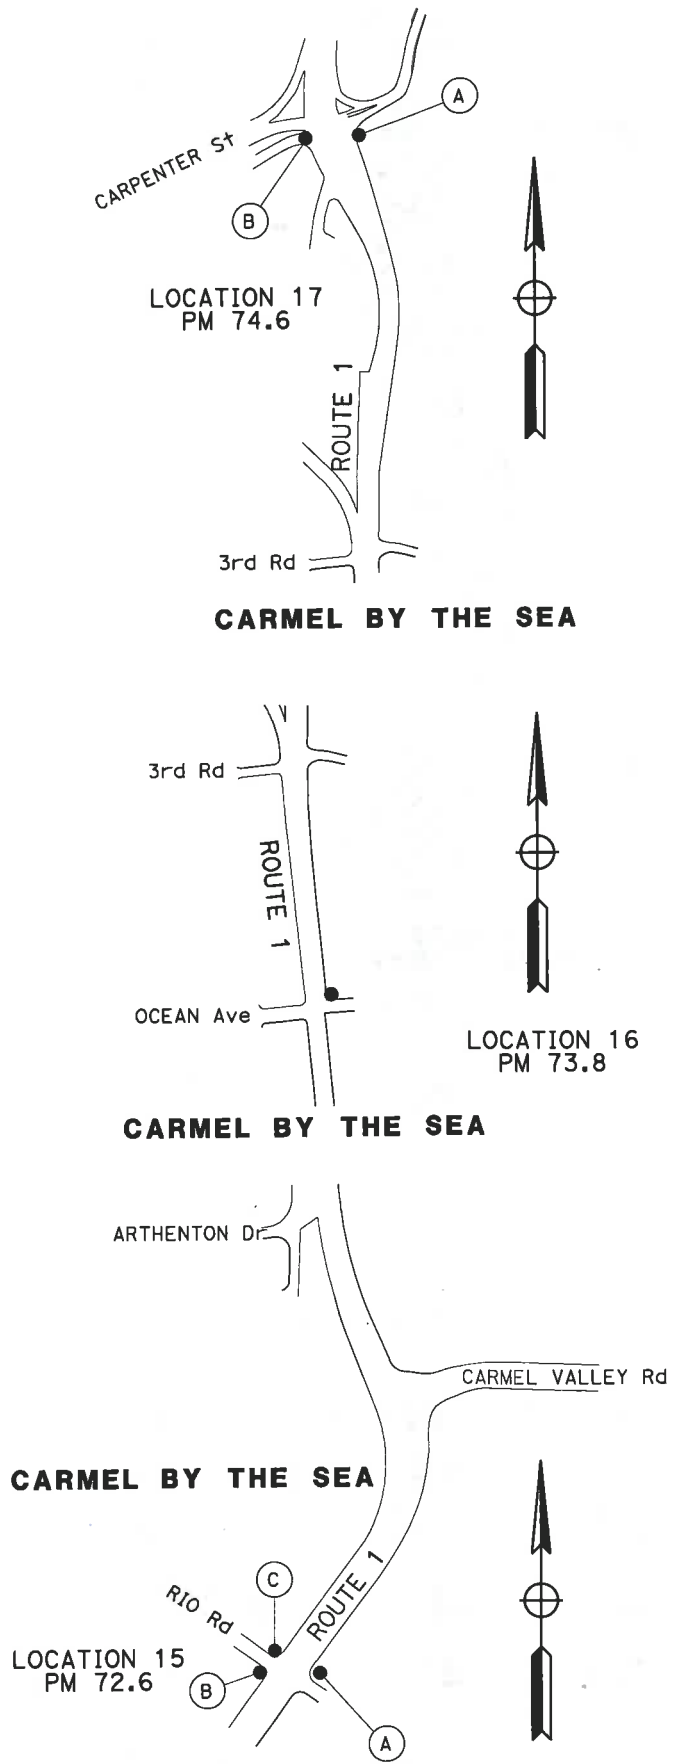 A
CARPENTER St
B
LOCATION 17
PM 74.6
ROUTE 1
3rd Rd
CARMEL BY THE SEA
3rd Rd
ROUTE 1
OCEAN Ave
LOCATION 16
PM 73.8
CARMEL BY THE SEA
ARTHENTON Dr
CARMEL VALLEY Rd
CARMEL BY THE SEA
C
ROUTE 1
RIO Rd
LOCATION 15
PM 72.6
B
A